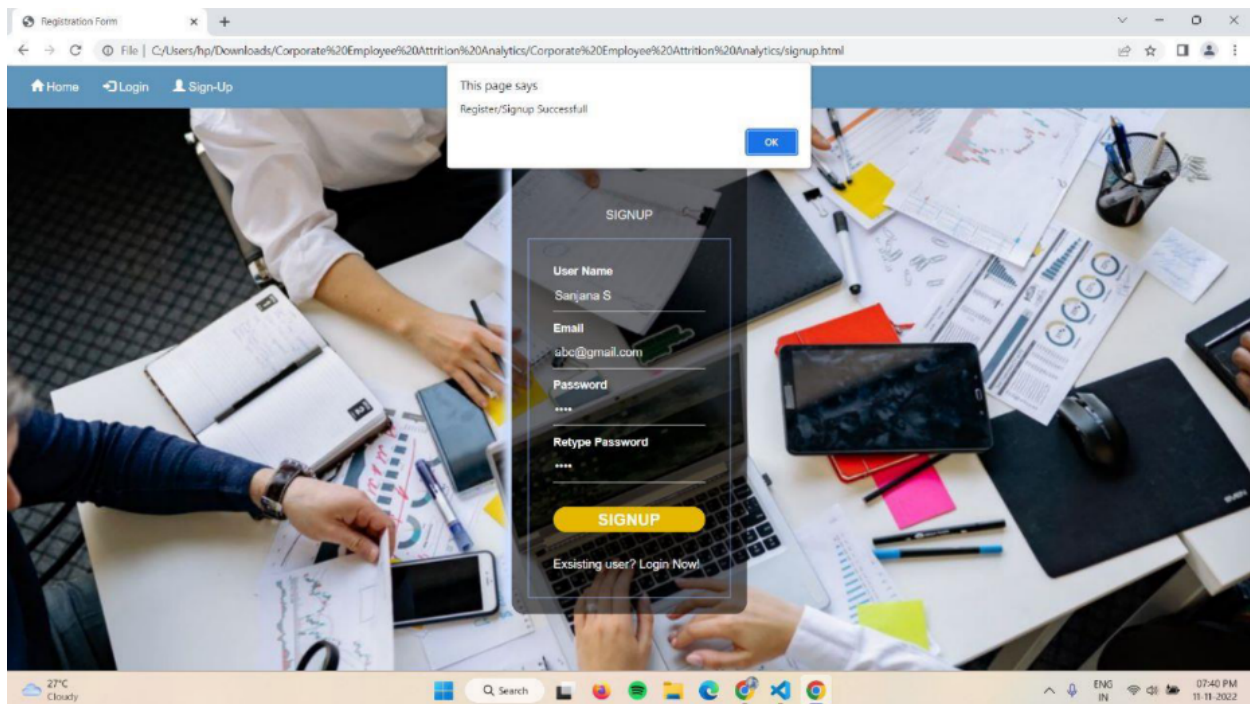 Registration Form
File | C:/Users/hp/Downloads/Corporate%20Employee%20Attrition%20Analytics/Corporate%20Employee%20Attrition%20Analytics/signup.html
Home Login Sign-Up
This page says
Register/Signup Successfull
OK
SIGNUP
User Name
Sanjana S
Email
abc@gmail.com
Password
••••
Retype Password
••••
SIGNUP
Exsisting user? Login Now!
27°C
Cloudy
Search
ENG
IN
07:40 PM
11-11-2022